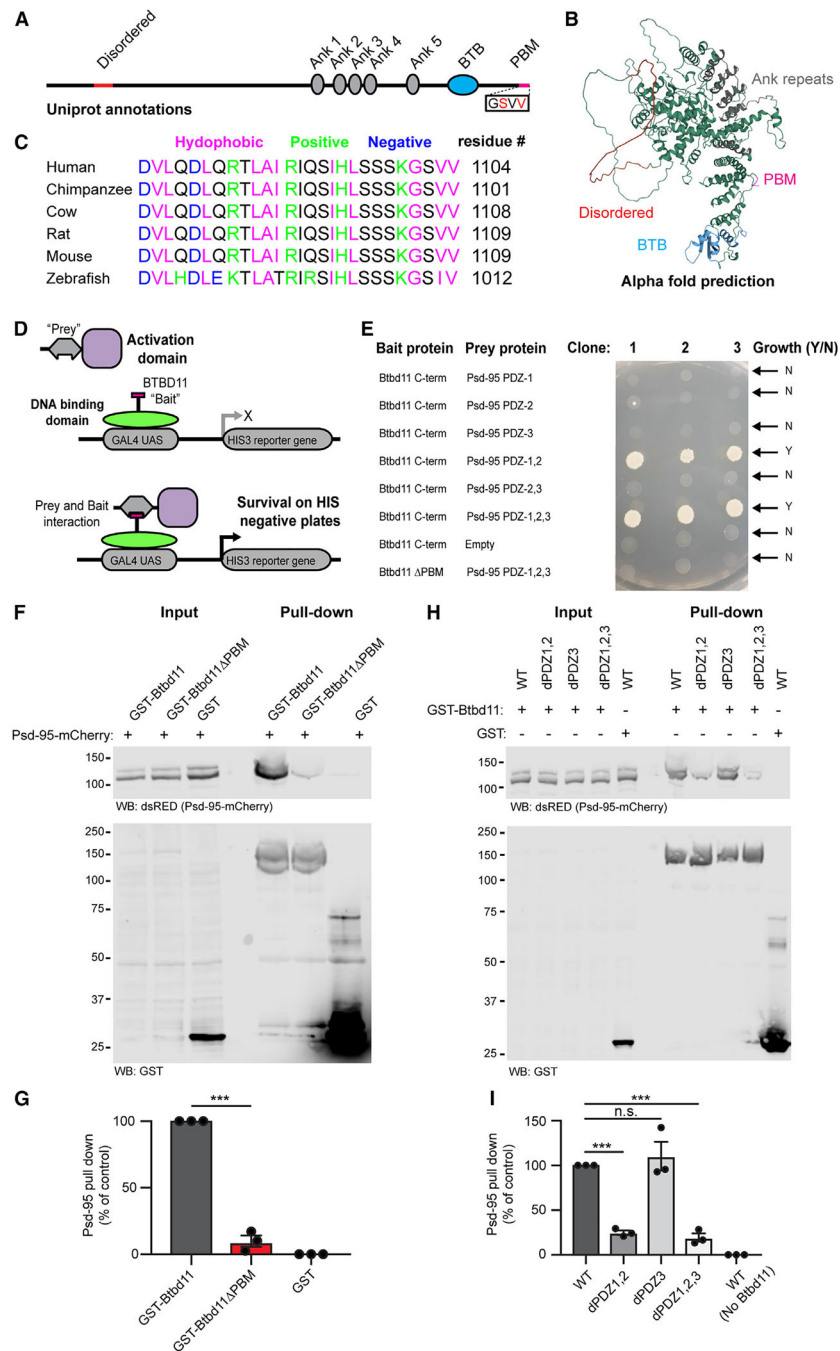 A
Disordered
Ank 1
Ank 2
Ank 3
Ank 4
Ank 5
BTB
PBM
GSVV
Uniprot annotations
B
Ank repeats
PBM
Disordered
BTB
Alpha fold prediction
C
Hydophobic Positive Negative residue #
Human DVLQDLQRTLAIRIQSIHLSSSKGSVV 1104
Chimpanzee DVLQDLQRTLAIRIQSIHLSSSKGSVV 1101
Cow DVLQDLQRTLAIRIQSIHLSSSKGSVV 1108
Rat DVLQDLQRTLAIRIQSIHLSSSKGSVV 1109
Mouse DVLQDLQRTLAIRIQSIHLSSSKGSVV 1109
Zebrafish DVLHDLEKTLATRIRSIHLSSSKGSIV 1012
D
"Prey"
Activation
domain
BTBD11
"Bait"
DNA binding
domain
X
GAL4 UAS
HIS3 reporter gene
Prey and Bait
interaction
Survival on HIS
negative plates
GAL4 UAS
HIS3 reporter gene
E
Bait protein Prey protein Clone: 1 2 3 Growth (Y/N)
Btbd11 C-term Psd-95 PDZ-1 N
Btbd11 C-term Psd-95 PDZ-2 N
Btbd11 C-term Psd-95 PDZ-3 N
Btbd11 C-term Psd-95 PDZ-1,2 Y
Btbd11 C-term Psd-95 PDZ-2,3 N
Btbd11 C-term Psd-95 PDZ-1,2,3 Y
Btbd11 C-term Empty N
Btbd11 ΔPBM Psd-95 PDZ-1,2,3 N
F
Input Pull-down
GST-Btbd11
GST-Btbd11ΔPBM
GST
GST-Btbd11
GST-Btbd11ΔPBM
GST
Psd-95-mCherry: + + + + + +
150
100
WB: dsRED (Psd-95-mCherry)
250
150
100
75
50
37
25
WB: GST
G
Psd-95 pull down
(% of control)
100
50
0
***
GST-Btbd11
GST-Btbd11ΔPBM
GST
H
Input Pull-down
WT
dPDZ1,2
dPDZ3
dPDZ1,2,3
WT
WT
dPDZ1,2
dPDZ3
dPDZ1,2,3
WT
GST-Btbd11: + + + + - + + + + -
GST: - - - - + - - - - +
150
100
WB: dsRED (Psd-95-mCherry)
250
150
100
75
50
37
25
WB: GST
I
Psd-95 pull down
(% of control)
150
100
50
0
***
n.s.
***
WT
dPDZ1,2
dPDZ3
dPDZ1,2,3
WT
(No Btbd11)